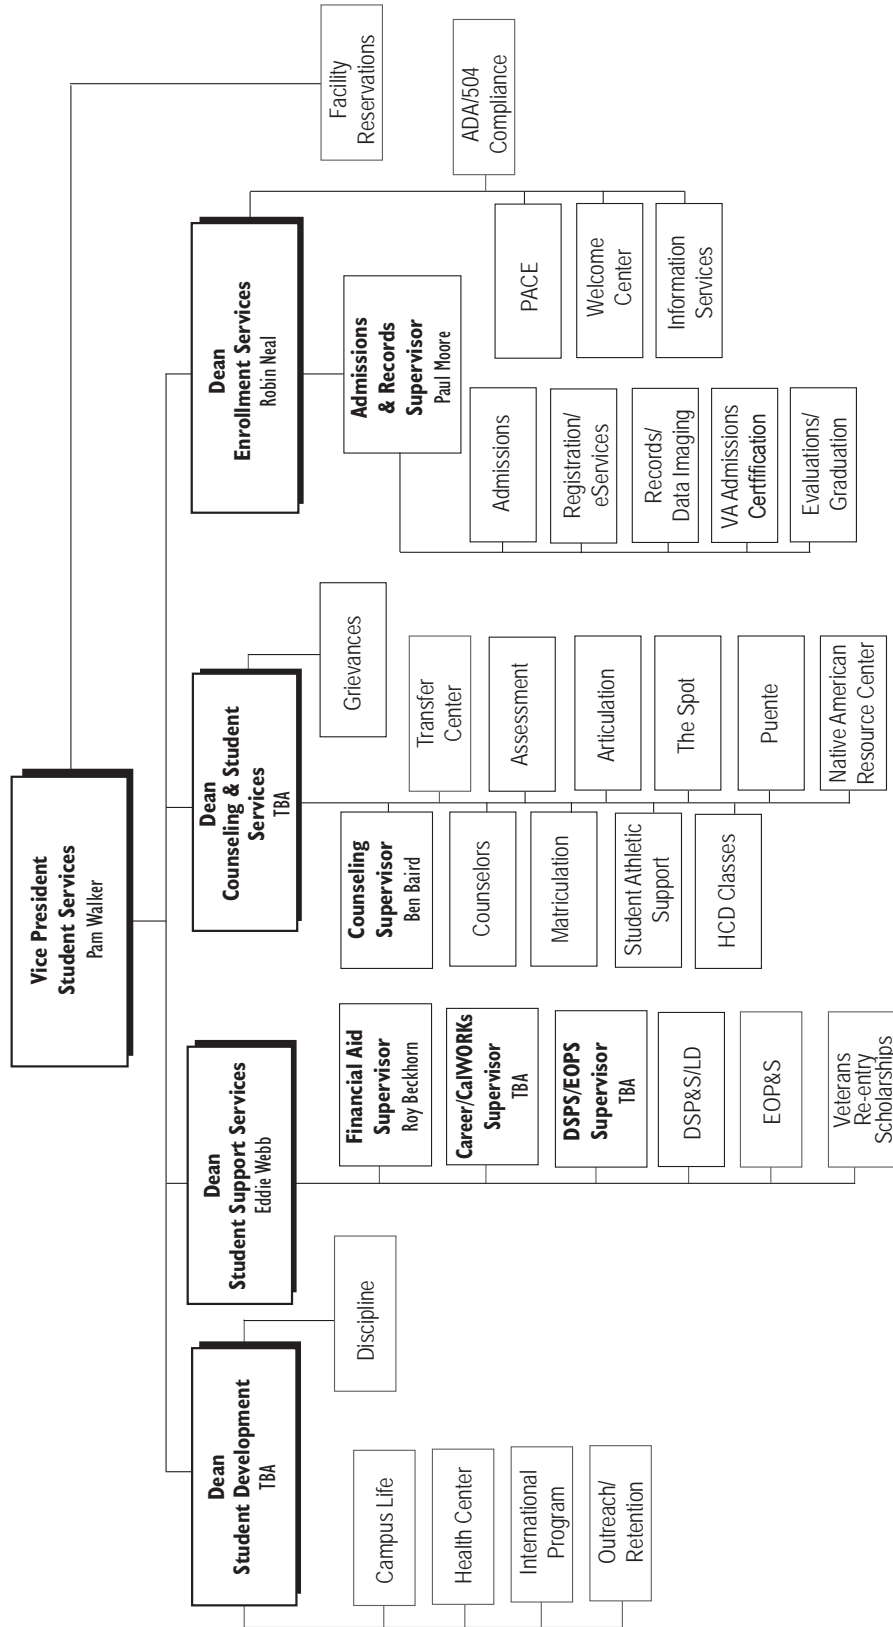 Vice President
Student Services
Pam Walker
Facility
Reservations
Dean
Student Development
TBA
Discipline
Campus Life
Health Center
International
Program
Outreach/
Retention
Dean
Student Support Services
Eddie Webb
Financial Aid
Supervisor
Roy Beckhorn
Career/CalWORKs
Supervisor
TBA
DSPS/EOPS
Supervisor
TBA
DSP&S/LD
EOP&S
Veterans
Re-entry
Scholarships
Dean
Counseling & Student
Services
TBA
Grievances
Counseling
Supervisor
Ben Baird
Counselors
Matriculation
Student Athletic
Support
HCD Classes
Transfer
Center
Assessment
Articulation
The Spot
Puente
Native American
Resource Center
Dean
Enrollment Services
Robin Neal
Admissions
& Records
Supervisor
Paul Moore
Admissions
Registration/
eServices
Records/
Data Imaging
VA Admissions
Certfification
Evaluations/
Graduation
ADA/504
Compliance
PACE
Welcome
Center
Information
Services